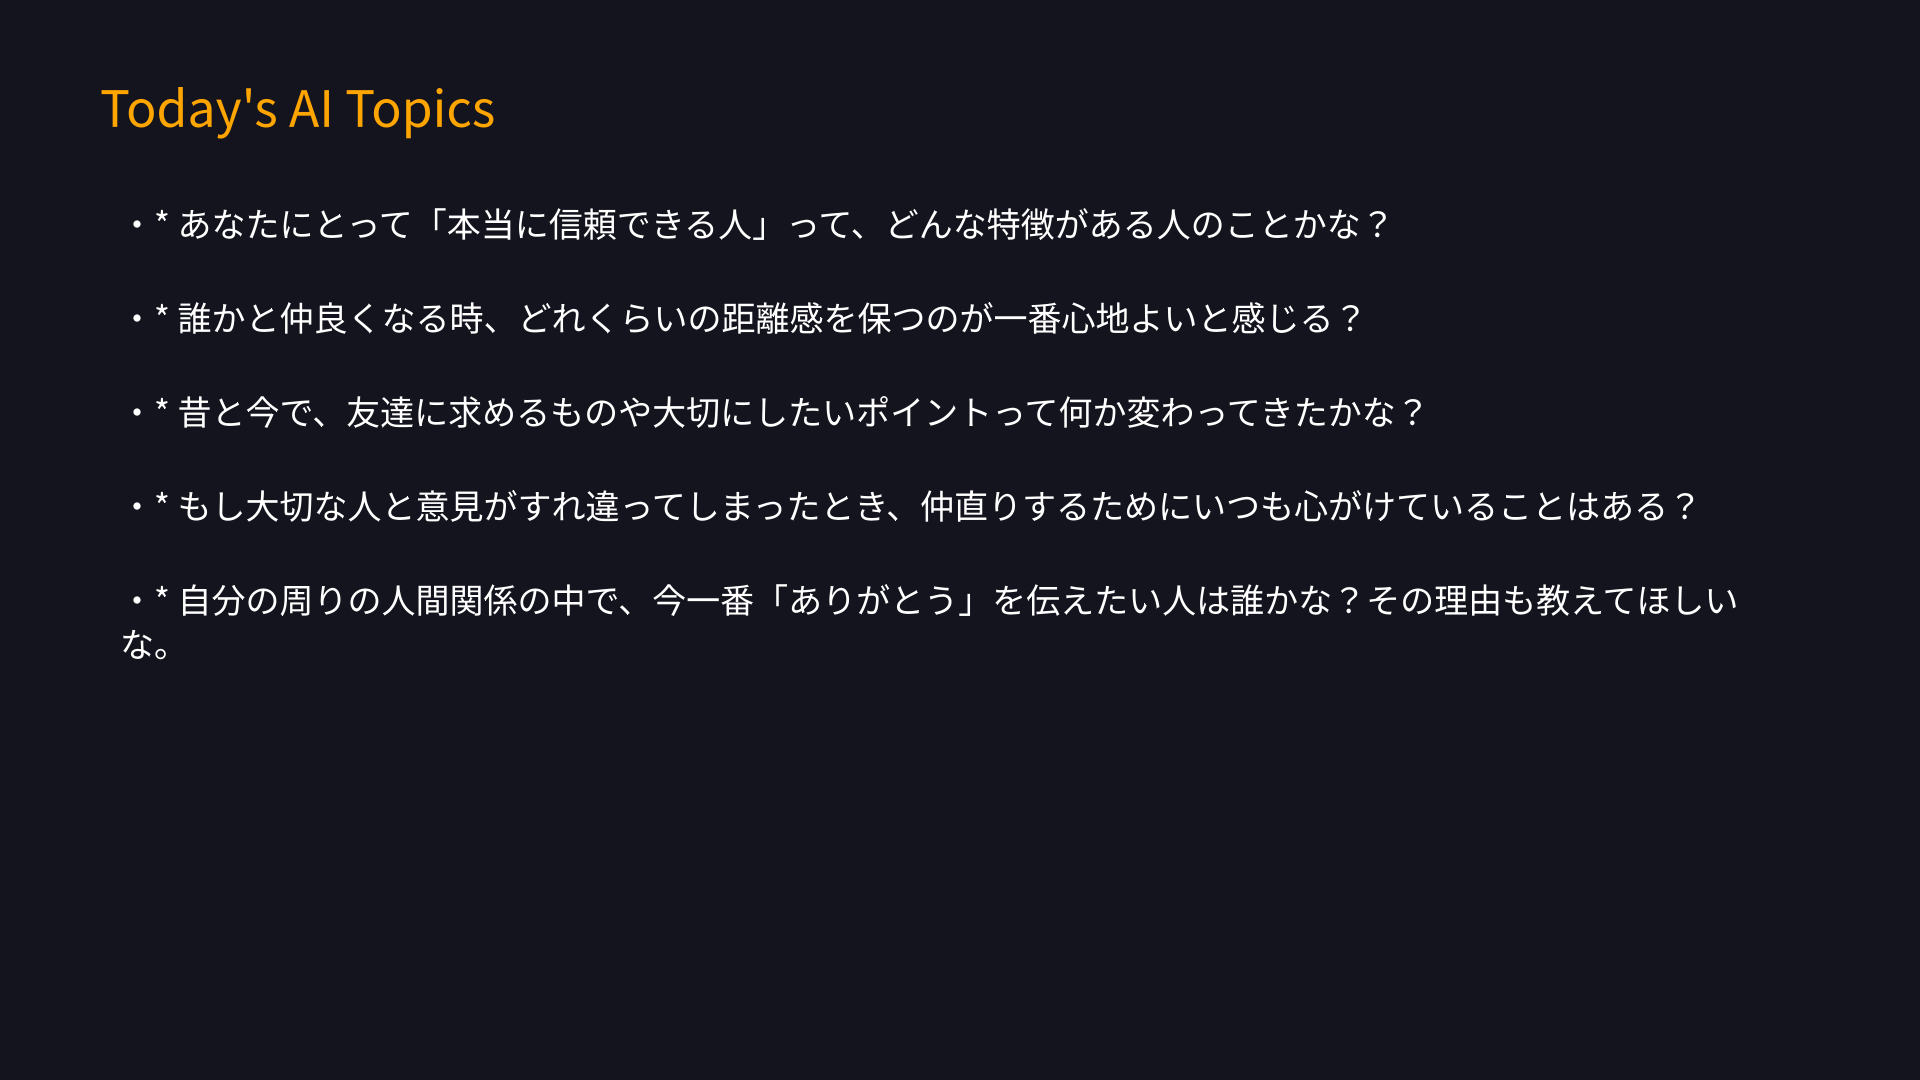 Today's AI Topics
・* あなたにとって「本当に信頼できる人」って、どんな特徴がある人のことかな？
・* 誰かと仲良くなる時、どれくらいの距離感を保つのが一番心地よいと感じる？
・* 昔と今で、友達に求めるものや大切にしたいポイントって何か変わってきたかな？
・* もし大切な人と意見がすれ違ってしまったとき、仲直りするためにいつも心がけていることはある？
・* 自分の周りの人間関係の中で、今一番「ありがとう」を伝えたい人は誰かな？その理由も教えてほしい
な。